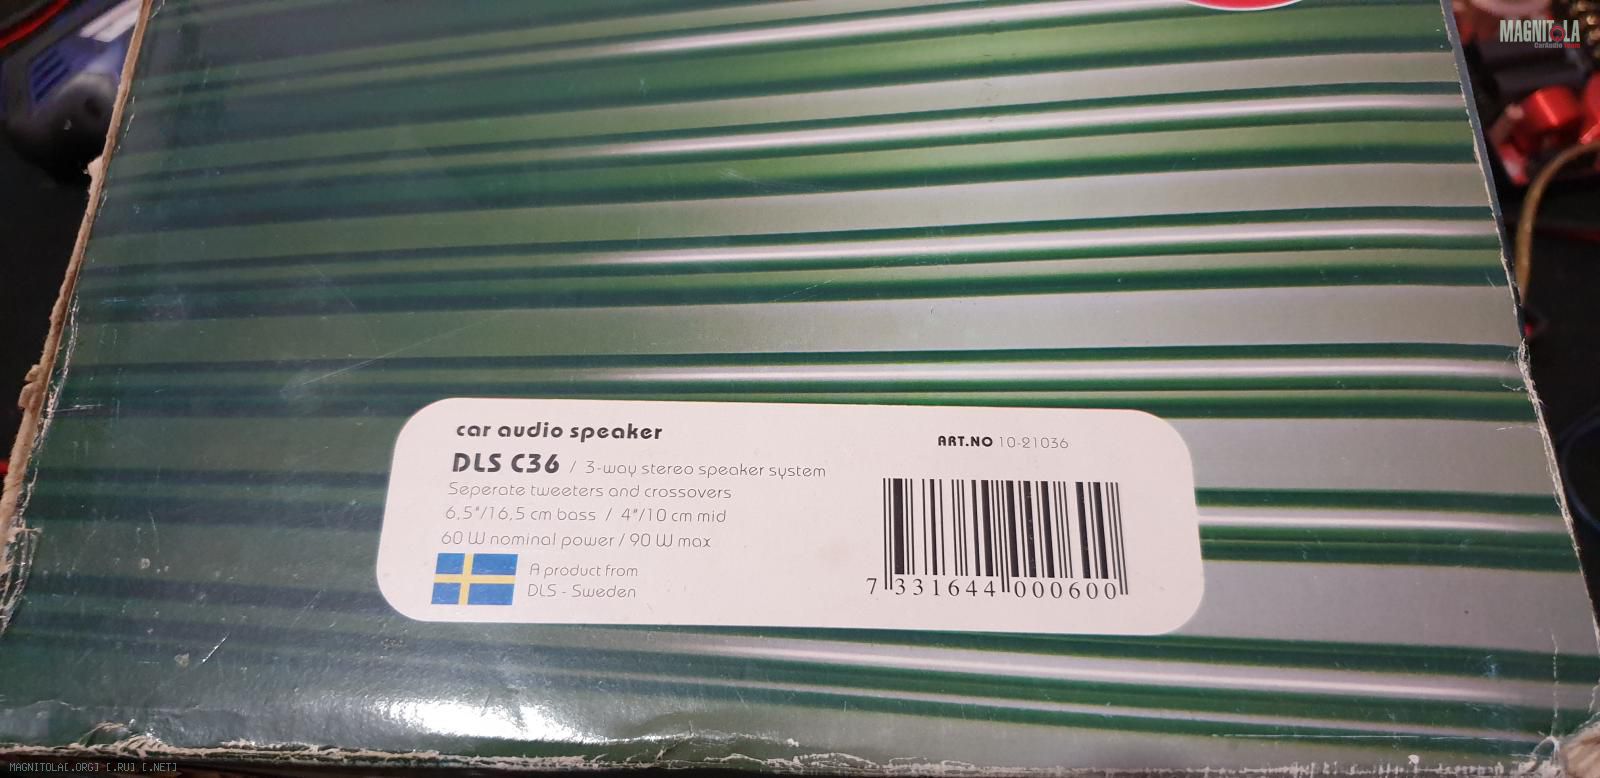 MAGNITOLA
CarAudio Team
car audio speaker
DLS C36 / 3-way stereo speaker system
Seperate tweeters and crossovers
6,5"/16,5 cm bass / 4"/10 cm mid
60 W nominal power / 90 W max
A product from
DLS - Sweden
ART.NO 10-21036
7 331644 000600
MAGNITOLA[.ORG] [.RU] [.NET]